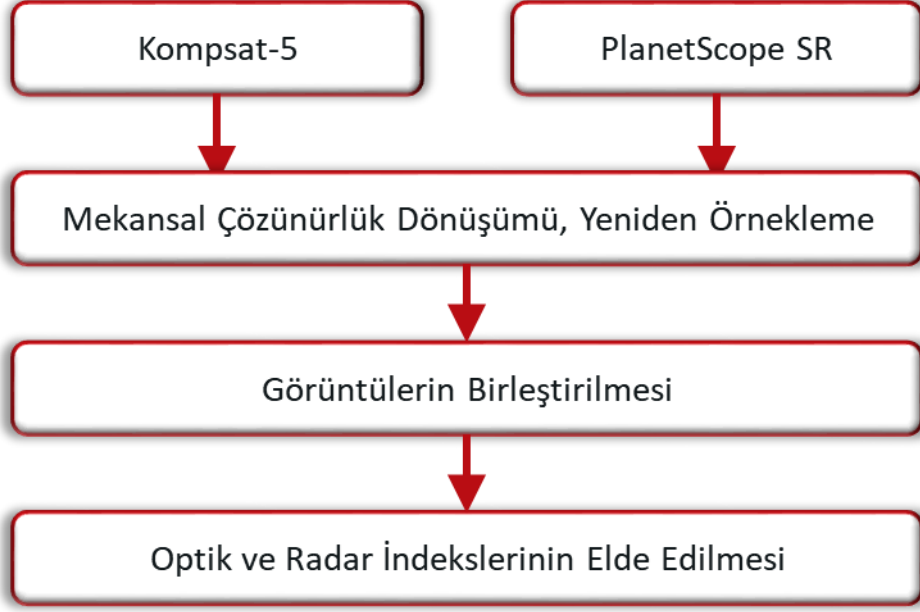 Kompsat-5
PlanetScope SR
Mekansal Çözünürlük Dönüşümü, Yeniden Örnekleme
Görüntülerin Birleştirilmesi
Optik ve Radar İndekslerinin Elde Edilmesi